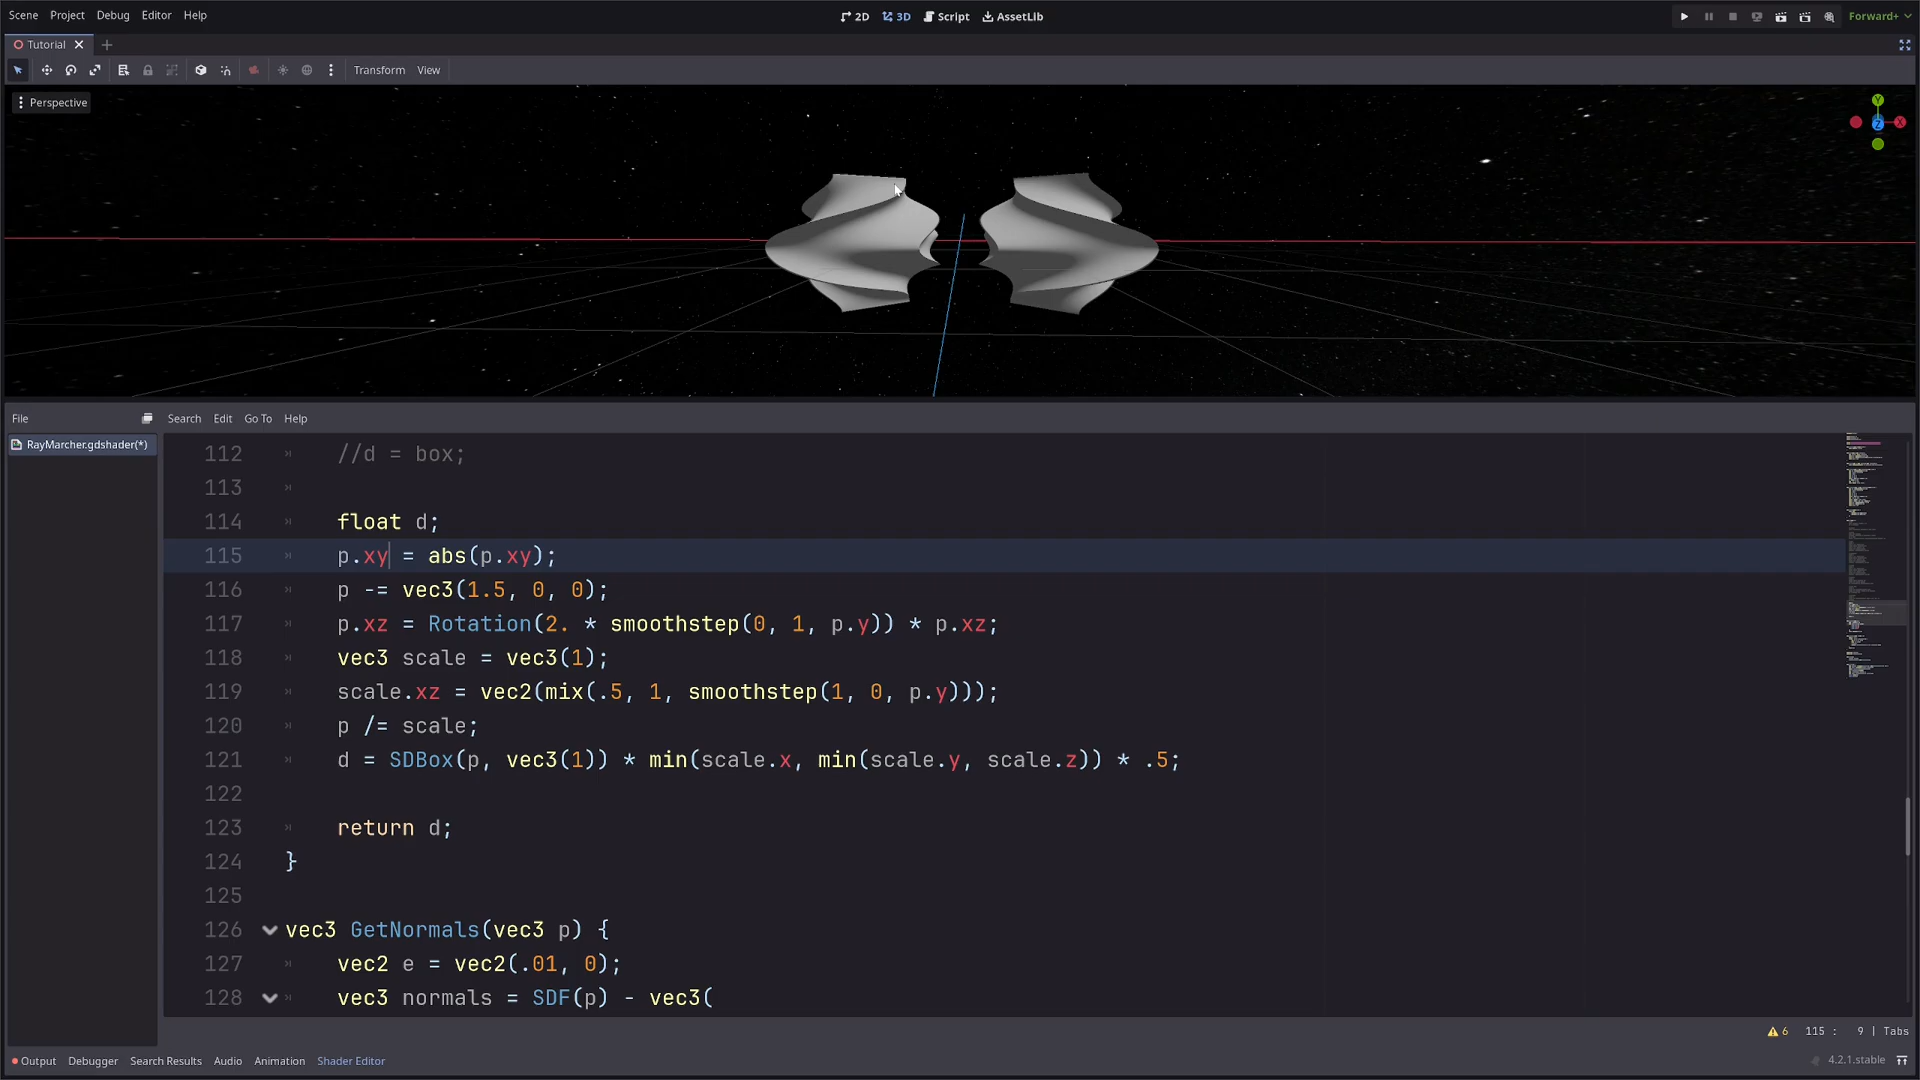 Scene Project Debug Editor Help
2D 3D Script AssetLib
Forward+
Tutorial
Transform View
Perspective
Y
Z X
File
Search Edit Go To Help
RayMarcher.gdshader(*)
112 //d = box;
113
114 float d;
115 p.xy = abs(p.xy);
116 p -= vec3(1.5, 0, 0);
117 p.xz = Rotation(2. * smoothstep(0, 1, p.y)) * p.xz;
118 vec3 scale = vec3(1);
119 scale.xz = vec2(mix(.5, 1, smoothstep(1, 0, p.y)));
120 p /= scale;
121 d = SDBox(p, vec3(1)) * min(scale.x, min(scale.y, scale.z)) * .5;
122
123 return d;
124 }
125
126 vec3 GetNormals(vec3 p) {
127 vec2 e = vec2(.01, 0);
128 vec3 normals = SDF(p) - vec3(
6 115 : 9 | Tabs
Output Debugger Search Results Audio Animation Shader Editor
4.2.1.stable